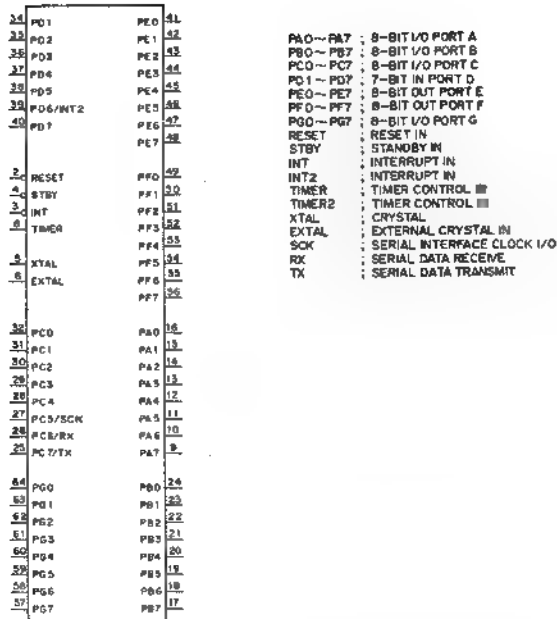 34 PD1 PE0 41
35 PD2 PE1 42
36 PD3 PE2 43
37 PD4 PE3 44
38 PD5 PE4 45
39 PD6/INT2 PE5 46
40 PD7 PE6 47
PE7 48
2 RESET PF0 49
4 STBY PF1 50
3 INT PF2 51
8 TIMER PF3 52
PF4 53
5 XTAL PF5 54
6 EXTAL PF6 55
PF7 56
32 PC0 PA0 16
31 PC1 PA1 15
30 PC2 PA2 14
29 PC3 PA3 13
28 PC4 PA4 12
27 PC5/SCK PA5 11
26 PC6/RX PA6 10
25 PC7/TX PA7 9
64 PG0 PB0 24
63 PG1 PB1 23
62 PG2 PB2 22
61 PG3 PB3 21
60 PG4 PB4 20
59 PG5 PB5 19
58 PG6 PB6 18
57 PG7 PB7 17
PA0~PA7 ; 8-BIT I/O PORT A
PB0~PB7 ; 8-BIT I/O PORT B
PC0~PC7 ; 8-BIT I/O PORT C
PD1~PD7 ; 7-BIT IN PORT D
PE0~PE7 ; 8-BIT OUT PORT E
PF0~PF7 ; 8-BIT OUT PORT F
PG0~PG7 ; 8-BIT I/O PORT G
RESET ; RESET IN
STBY ; STANDBY IN
INT ; INTERRUPT IN
INT2 ; INTERRUPT IN
TIMER ; TIMER CONTROL
TIMER2 ; TIMER CONTROL
XTAL ; CRYSTAL
EXTAL ; EXTERNAL CRYSTAL IN
SCK ; SERIAL INTERFACE CLOCK I/O
RX ; SERIAL DATA RECEIVE
TX ; SERIAL DATA TRANSMIT